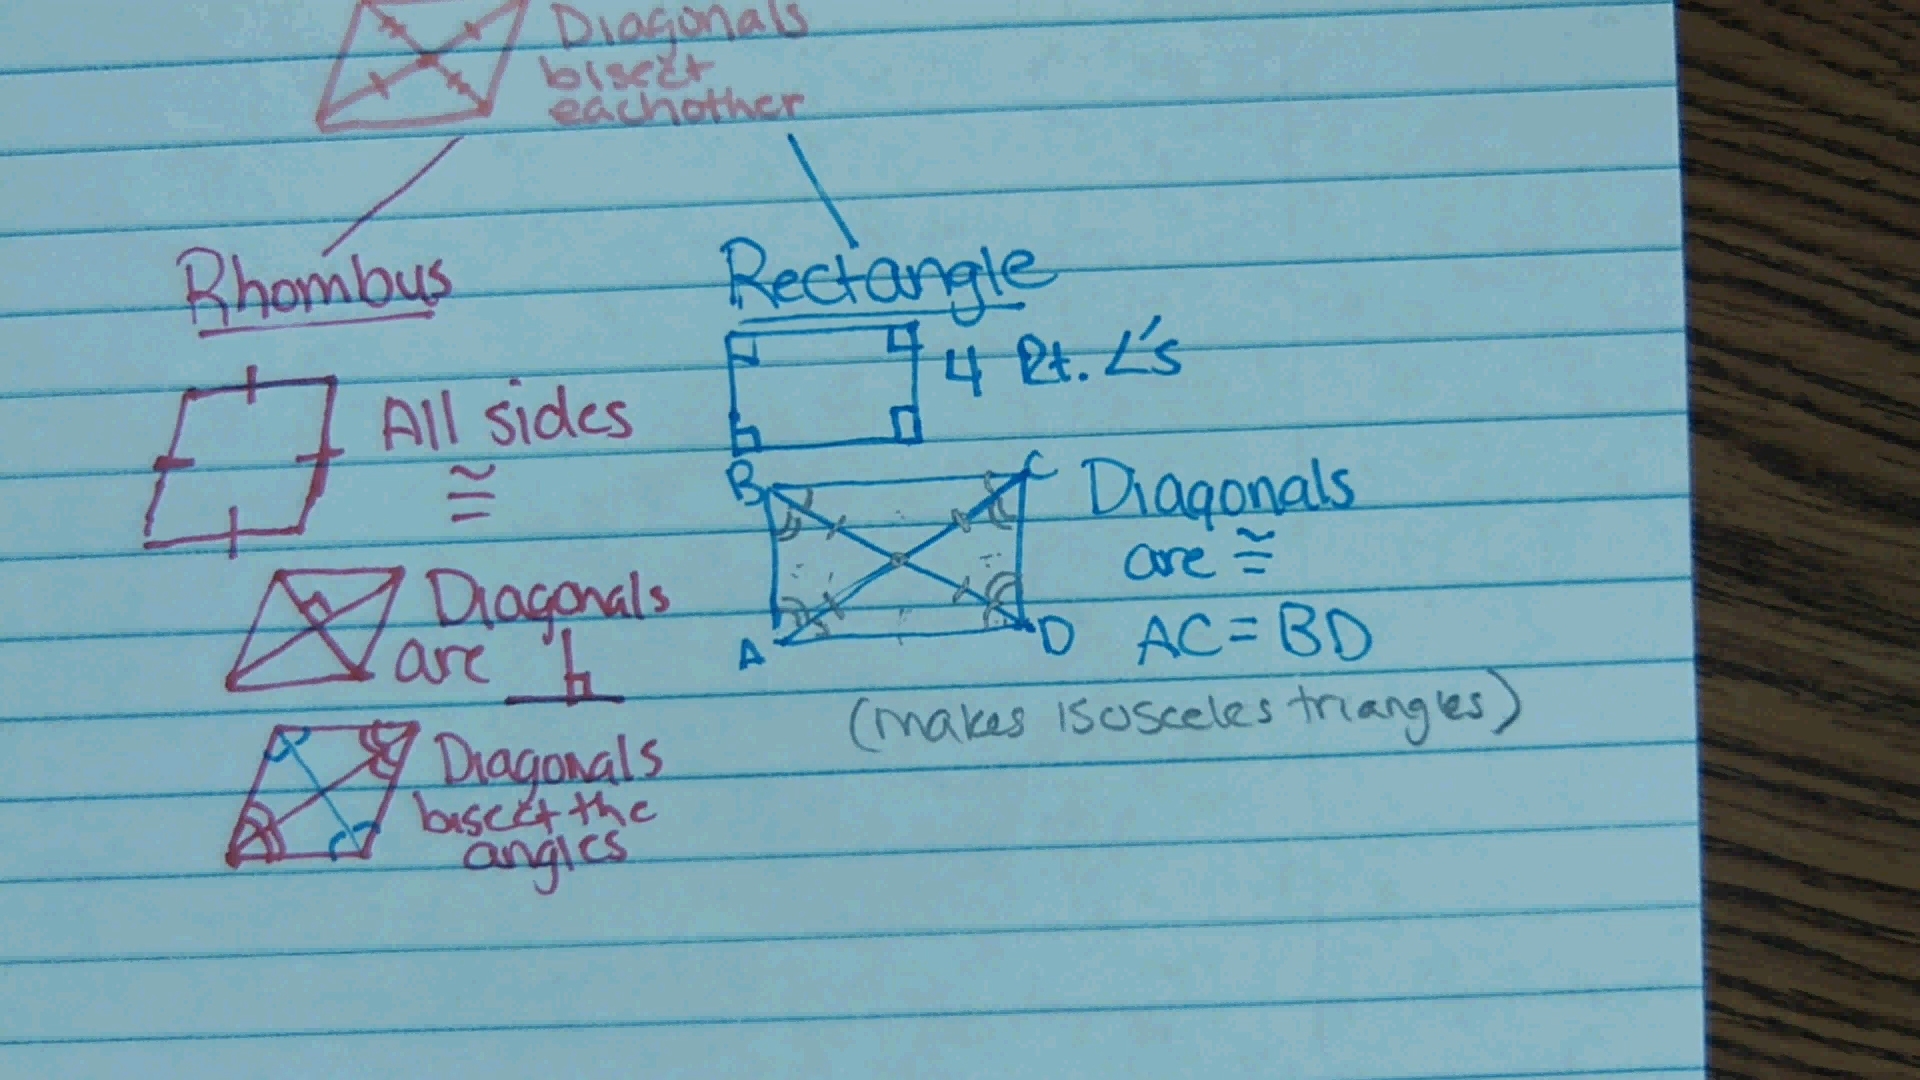 Diagonals
bisect
eachother
Rhombus
All sides
≅
Diagonals
are ⊥
Diagonals
bisect the
angles
Rectangle
4 Rt. ∠'s
B
C
A
D
Diagonals
are ≅
AC = BD
(makes isosceles triangles)